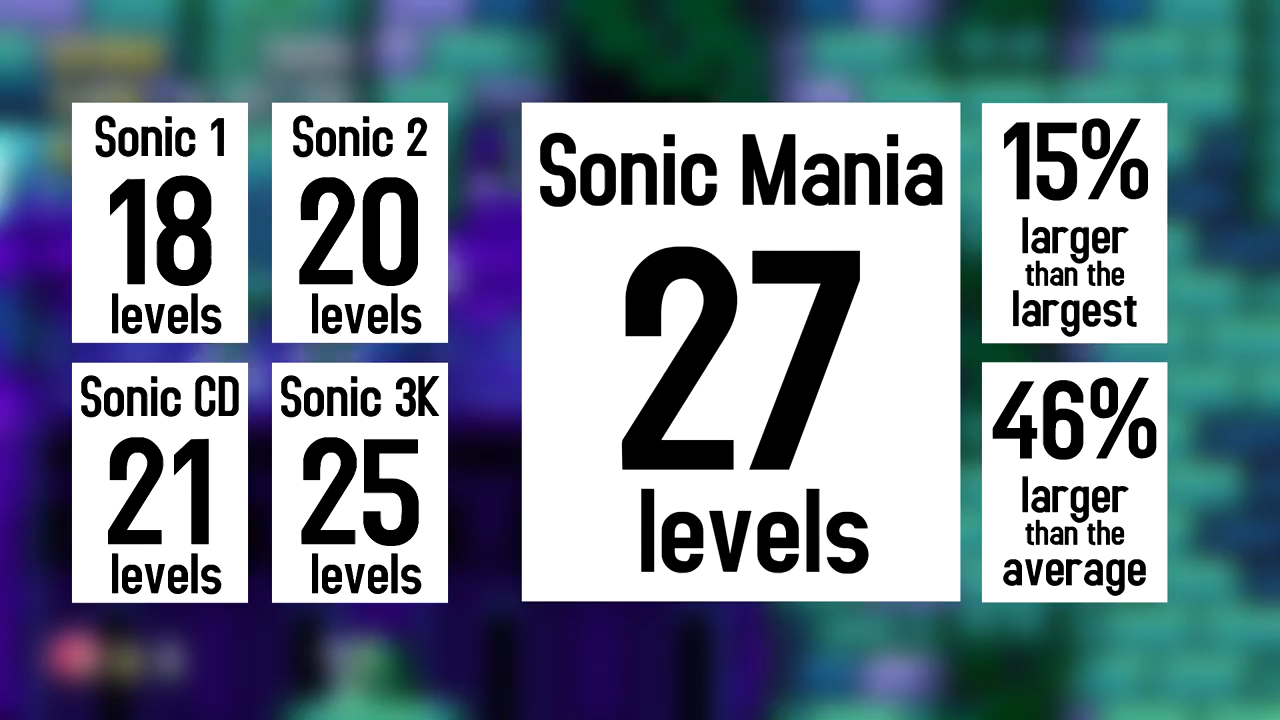 Sonic 1
18
levels
Sonic 2
20
levels
Sonic CD
21
levels
Sonic 3K
25
levels
Sonic Mania
27
levels
15%
larger
than the
largest
46%
larger
than the
average